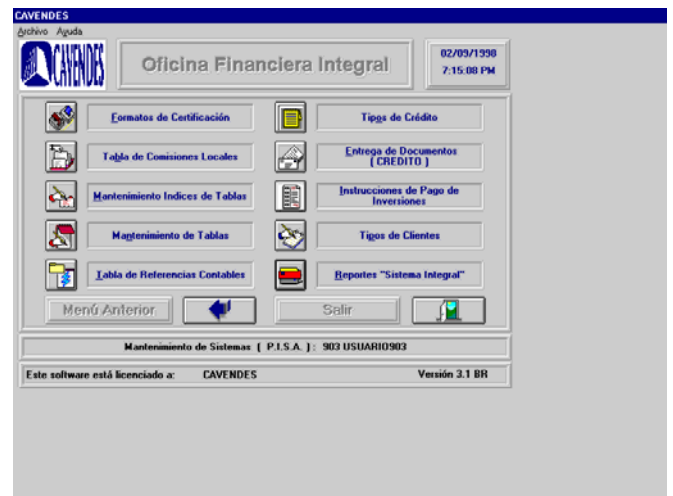 CAVENDES
Archivo Ayuda
CAVENDES
Oficina Financiera Integral
02/09/1998
7:15:08 PM
Formatos de Certificación
Tipos de Crédito
Tabla de Comisiones Locales
Entrega de Documentos
( CREDITO )
Mantenimiento Indices de Tablas
Instrucciones de Pago de
Inversiones
Mantenimiento de Tablas
Tipos de Clientes
Tabla de Referencias Contables
Reportes "Sistema Integral"
Menú Anterior
Salir
Mantenimiento de Sistemas [ P.I.S.A. ] : 903 USUARIO903
Este software está licenciado a: CAVENDES Versión 3.1 BR